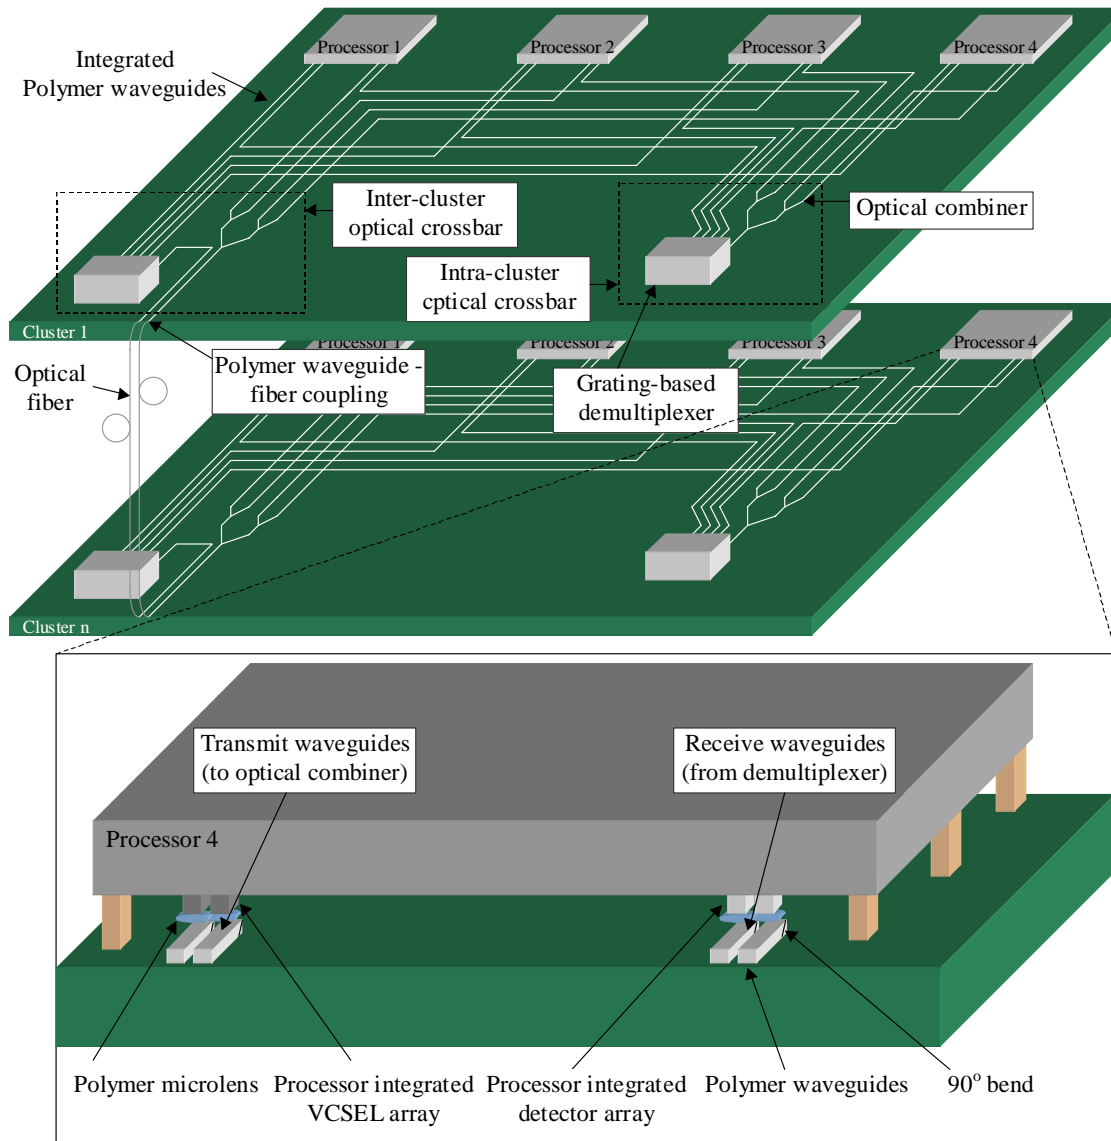 Processor 1
Processor 2
Processor 3
Processor 4
Integrated
Polymer waveguides
Inter-cluster
optical crossbar
Optical combiner
Intra-cluster
cptical crossbar
Cluster 1
Processor 1
Processor 2
Processor 3
Processor 4
Optical
fiber
Polymer waveguide -
fiber coupling
Grating-based
demultiplexer
Cluster n
Transmit waveguides
(to optical combiner)
Receive waveguides
(from demultiplexer)
Processor 4
Polymer microlens
Processor integrated
VCSEL array
Processor integrated
detector array
Polymer waveguides
90° bend